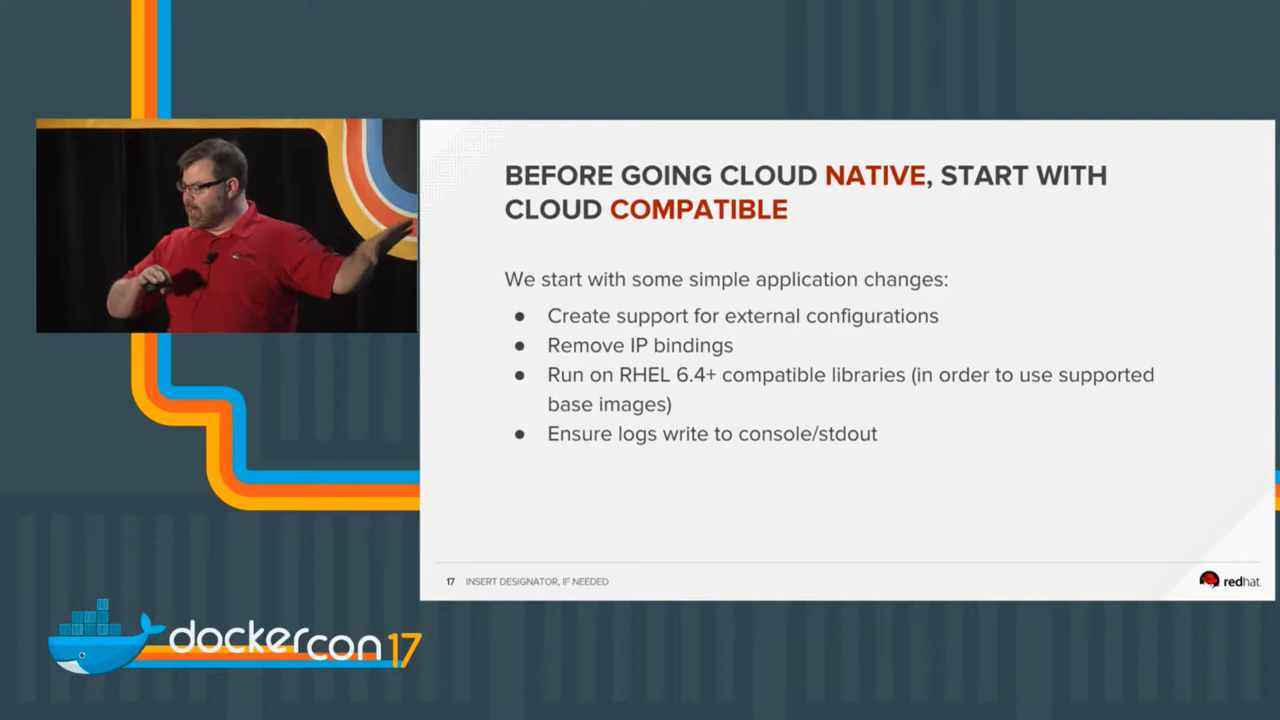 BEFORE GOING CLOUD NATIVE, START WITH
CLOUD COMPATIBLE
We start with some simple application changes:
● Create support for external configurations
● Remove IP bindings
● Run on RHEL 6.4+ compatible libraries (in order to use supported
base images)
● Ensure logs write to console/stdout
17 INSERT DESIGNATOR, IF NEEDED
redhat.
dockercon 17